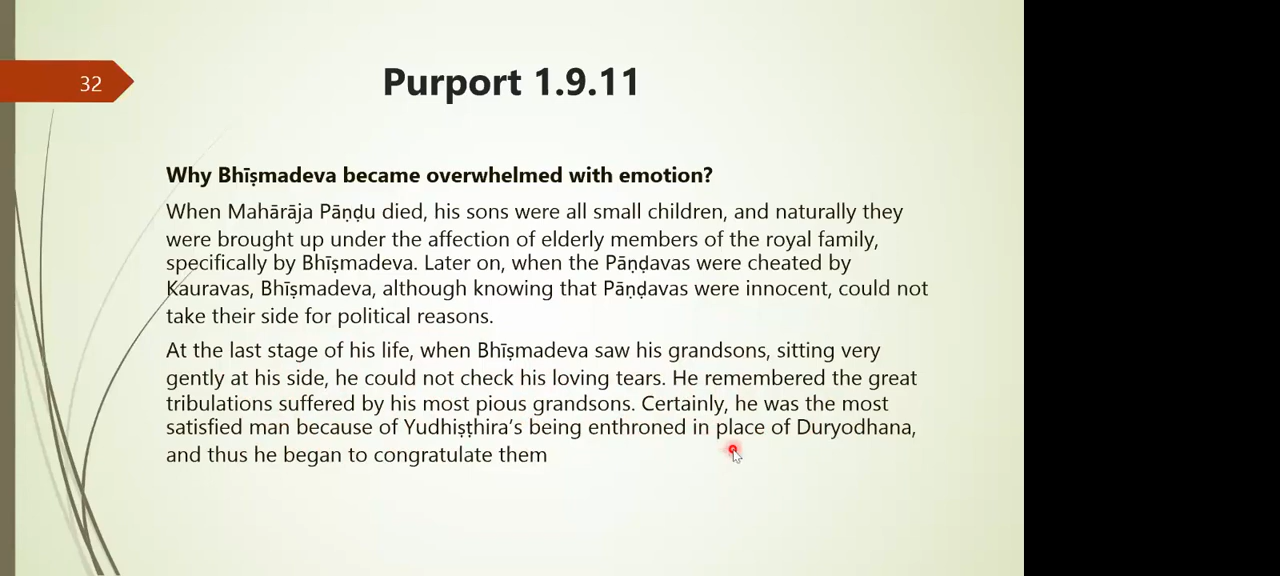 32
Purport 1.9.11
Why Bhīṣmadeva became overwhelmed with emotion?
When Mahārāja Pāṇḍu died, his sons were all small children, and naturally they
were brought up under the affection of elderly members of the royal family,
specifically by Bhīṣmadeva. Later on, when the Pāṇḍavas were cheated by
Kauravas, Bhīṣmadeva, although knowing that Pāṇḍavas were innocent, could not
take their side for political reasons.
At the last stage of his life, when Bhīṣmadeva saw his grandsons, sitting very
gently at his side, he could not check his loving tears. He remembered the great
tribulations suffered by his most pious grandsons. Certainly, he was the most
satisfied man because of Yudhiṣṭhira’s being enthroned in place of Duryodhana,
and thus he began to congratulate them